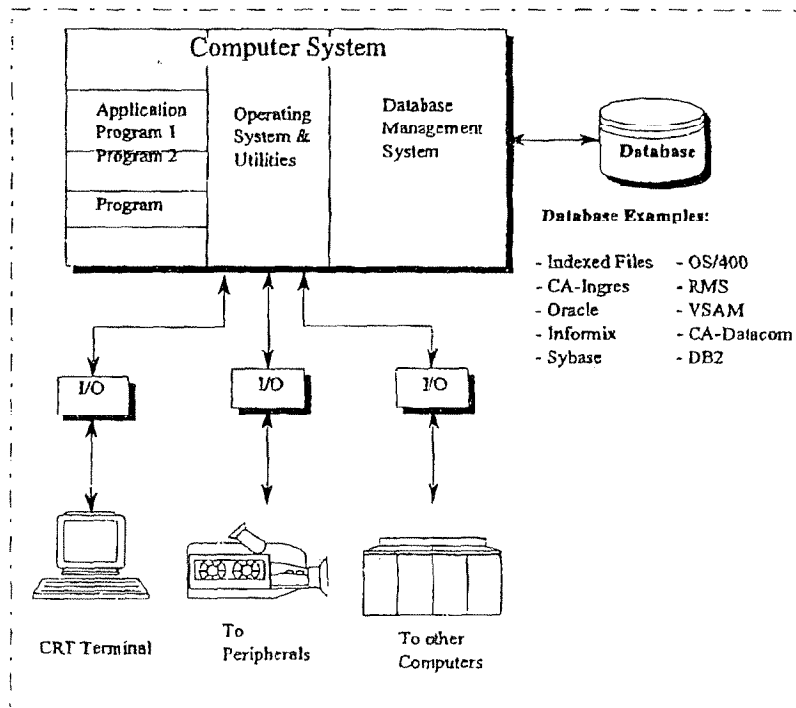 Computer System
Application
Program 1
Program 2
Program
Operating
System &
Utilities
Database
Management
System
Database
Database Examples:
- Indexed Files - OS/400
- CA-Ingres - RMS
- Oracle - VSAM
- Informix - CA-Datacom
- Sybase - DB2
I/O
I/O
I/O
CRT Terminal
To
Peripherals
To other
Computers